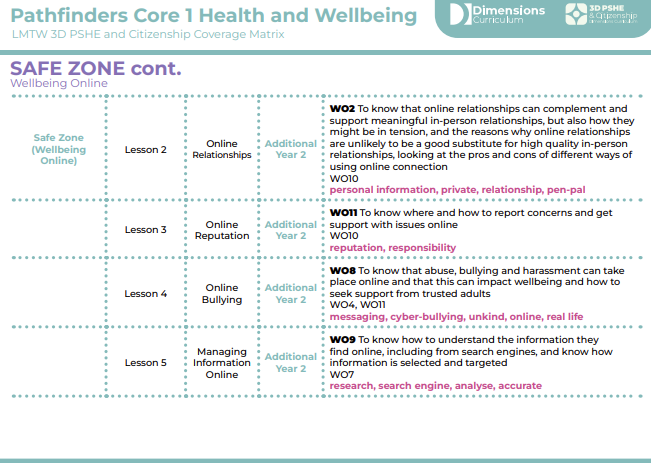 Pathfinders Core 1 Health and Wellbeing
LMTW 3D PSHE and Citizenship Coverage Matrix
Dimensions
Curriculum
3D PSHE
& Citizenship
SAFE ZONE cont.
Wellbeing Online
Safe Zone
(Wellbeing
Online)
Lesson 2
Online
Relationships
Additional
Year 2
WO2 To know that online relationships can complement and
support meaningful in-person relationships, but also how they
might be in tension, and the reasons why online relationships
are unlikely to be a good substitute for high quality in-person
relationships, looking at the pros and cons of different ways of
using online connection
WO10
personal information, private, relationship, pen-pal
Lesson 3
Online
Reputation
Additional
Year 2
WO11 To know where and how to report concerns and get
support with issues online
WO10
reputation, responsibility
Lesson 4
Online
Bullying
Additional
Year 2
WO8 To know that abuse, bullying and harassment can take
place online and that this can impact wellbeing and how to
seek support from trusted adults
WO4, WO11
messaging, cyber-bullying, unkind, online, real life
Lesson 5
Managing
Information
Online
Additional
Year 2
WO9 To know how to understand the information they
find online, including from search engines, and know how
information is selected and targeted
WO7
research, search engine, analyse, accurate